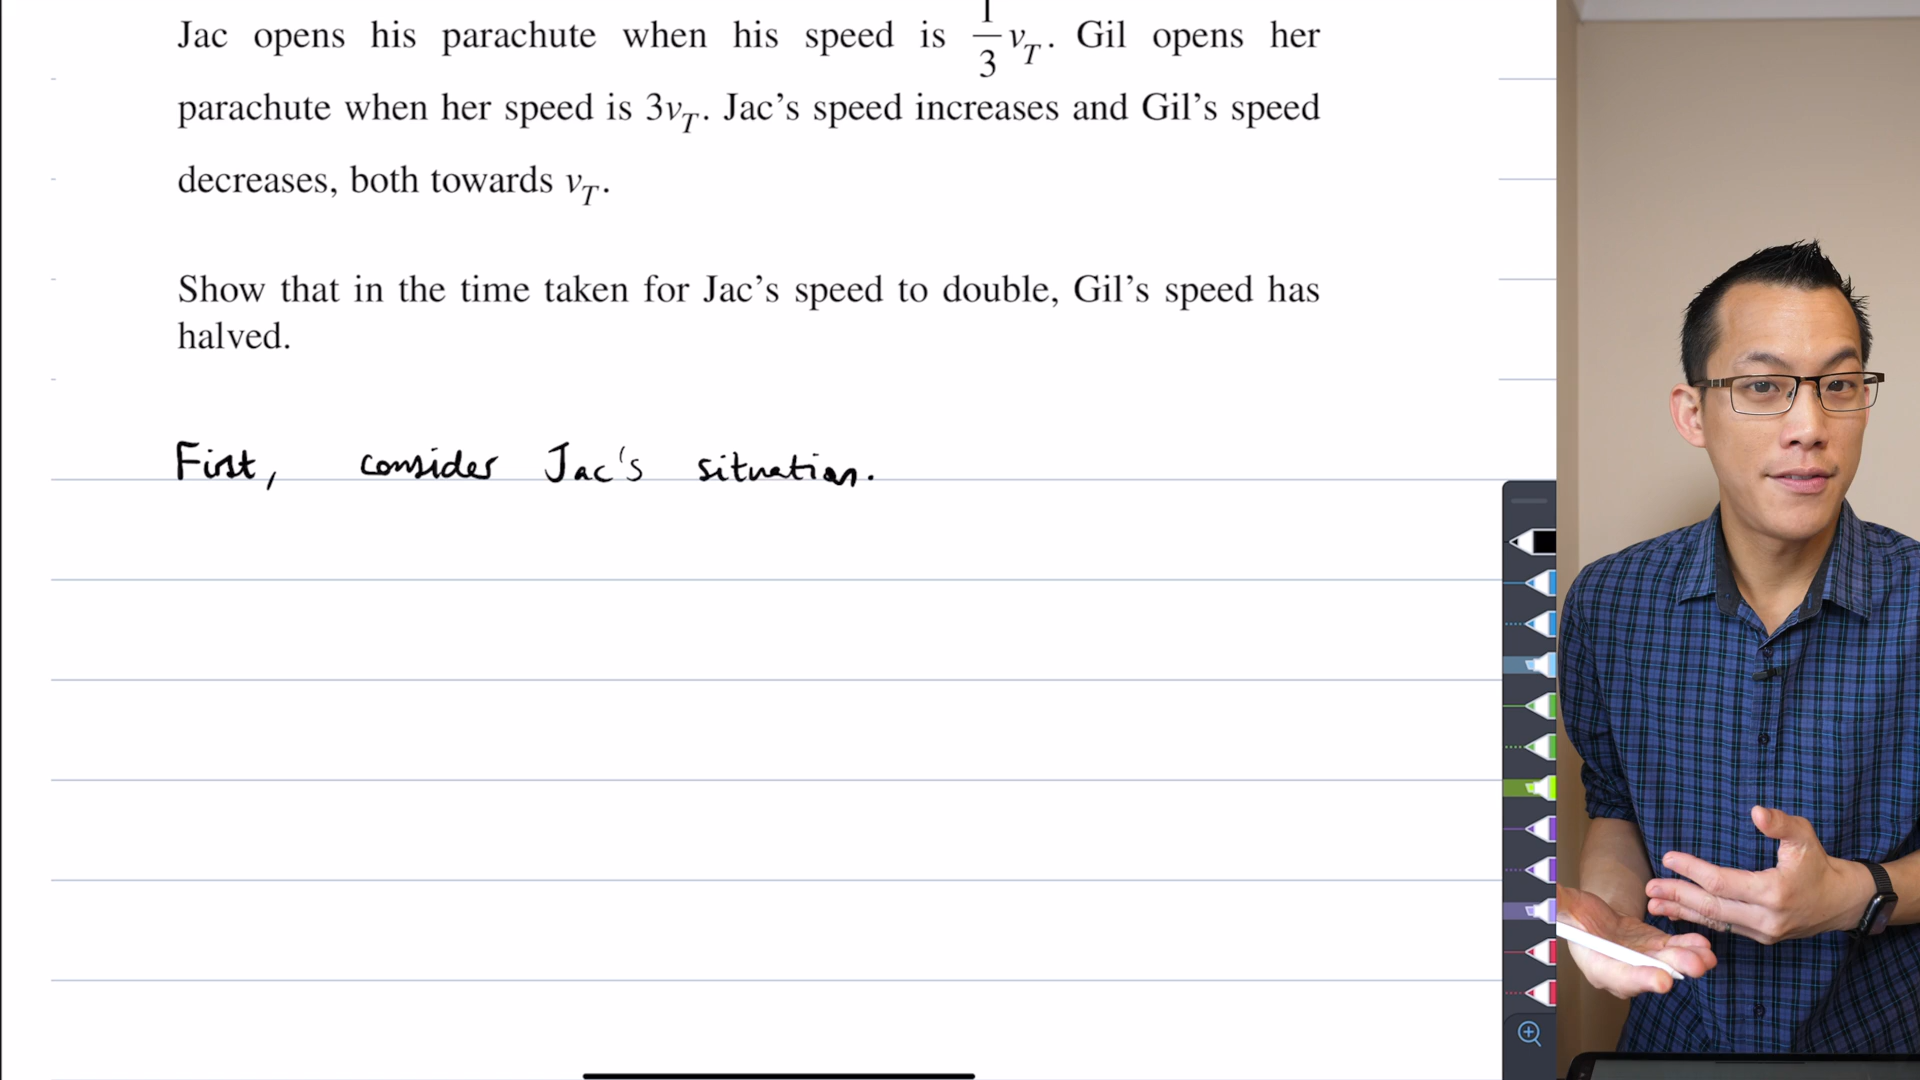 Jac opens his parachute when his speed is 1/3 v_T. Gil opens her
parachute when her speed is 3v_T. Jac’s speed increases and Gil’s speed
decreases, both towards v_T.
Show that in the time taken for Jac’s speed to double, Gil’s speed has
halved.
First, consider Jac's situation.